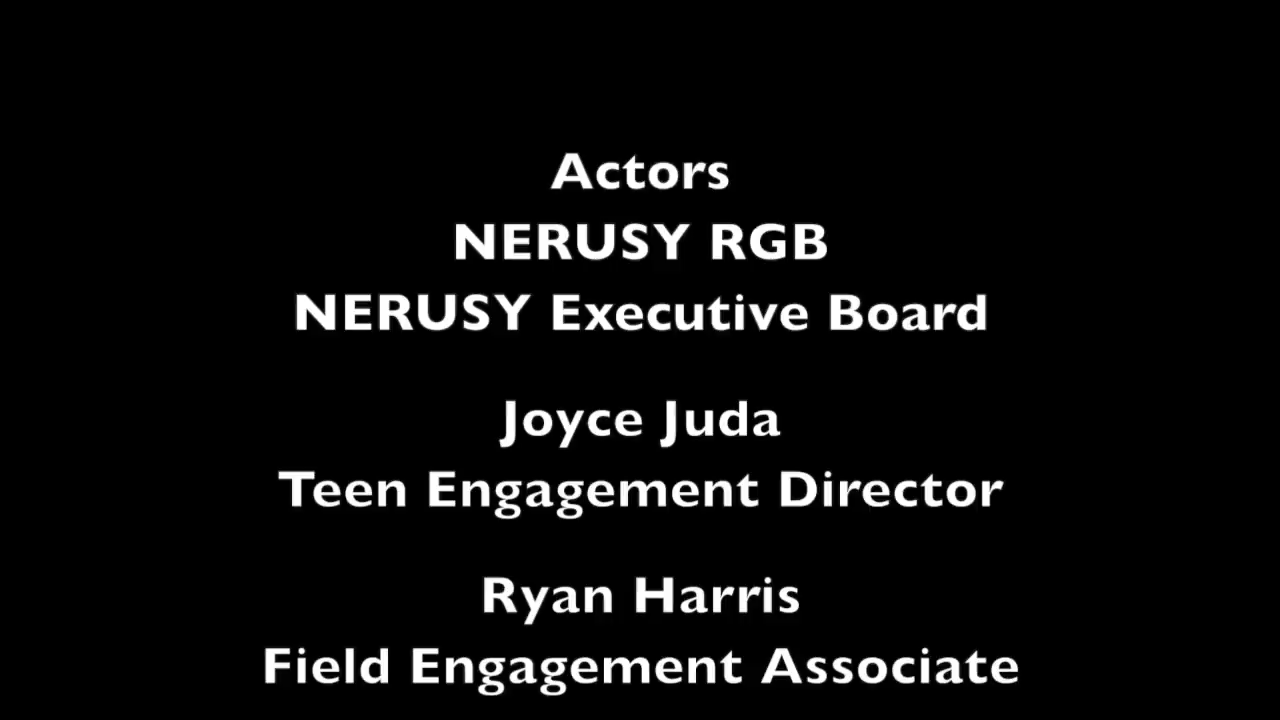 Actors
NERUSY RGB
NERUSY Executive Board
Joyce Juda
Teen Engagement Director
Ryan Harris
Field Engagement Associate